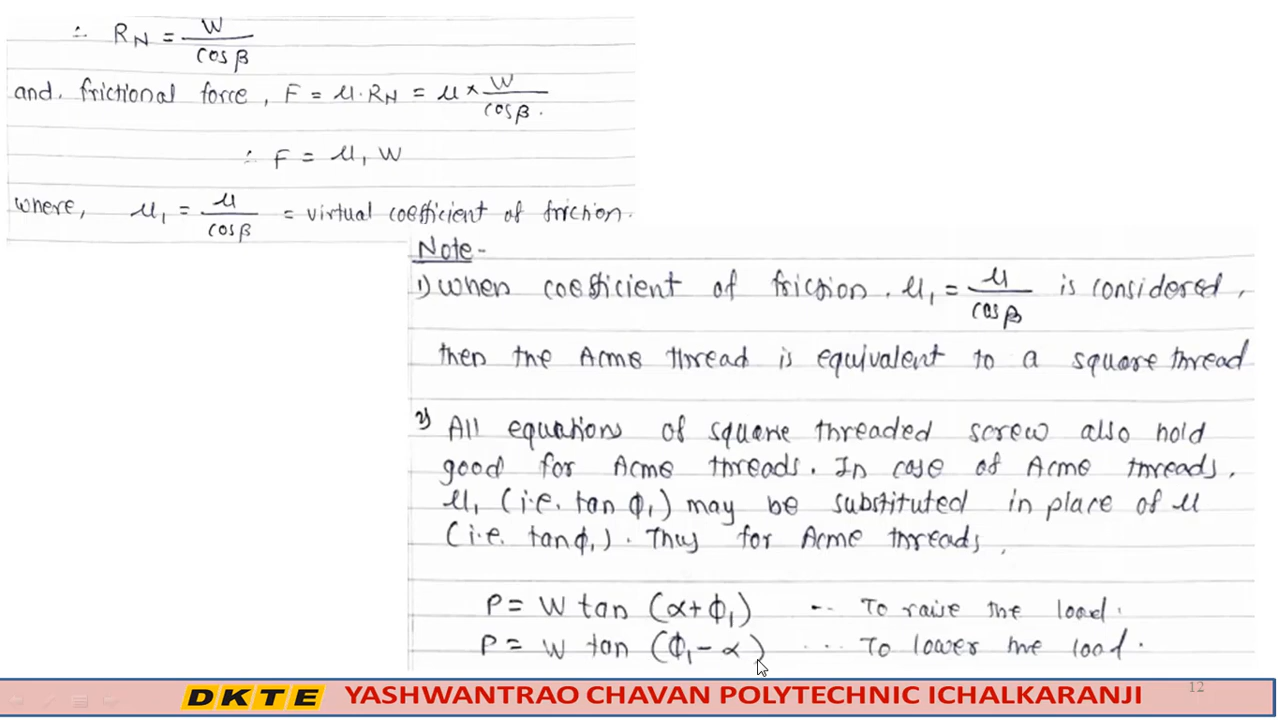 ∴ R_N = W / cos β
and, frictional force, F = μ · R_N = μ × W / cos β .
∴ F = μ₁ W
where, μ₁ = μ / cos β = virtual coefficient of friction.
Note -
1) When coefficient of friction. μ₁ = μ / cos β is considered,
then the Acme thread is equivalent to a square thread
2) All equations of square threaded screw also hold
good for Acme threads. In case of Acme threads,
μ₁ (i.e. tan ϕ₁) may be substituted in place of μ
(i.e. tan ϕ₁). Thus for Acme threads,
P = W tan (α + ϕ₁) -- To raise the load.
P = W tan (ϕ₁ - α) ... To lower the load.
DKTE YASHWANTRAO CHAVAN POLYTECHNIC ICHALKARANJI 12